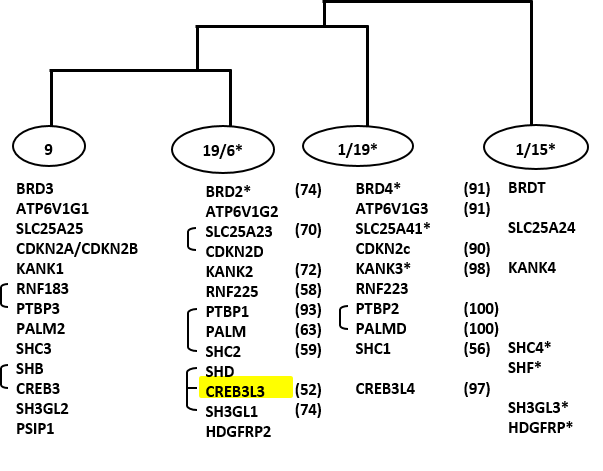 9 19/6* 1/19* 1/15*
BRD3 BRD2* (74) BRD4* (91) BRDT
ATP6V1G1 ATP6V1G2 ATP6V1G3 (91)
SLC25A25 SLC25A23 (70) SLC25A41* SLC25A24
CDKN2A/CDKN2B CDKN2D CDKN2c (90)
KANK1 KANK2 (72) KANK3* (98) KANK4
RNF183 RNF225 (58) RNF223
PTBP3 PTBP1 (93) PTBP2 (100)
PALM2 PALM (63) PALMD (100)
SHC3 SHC2 (59) SHC1 (56) SHC4*
SHB SHD SHF*
CREB3 CREB3L3 (52) CREB3L4 (97)
SH3GL2 SH3GL1 (74) SH3GL3*
PSIP1 HDGFRP2 HDGFRP*